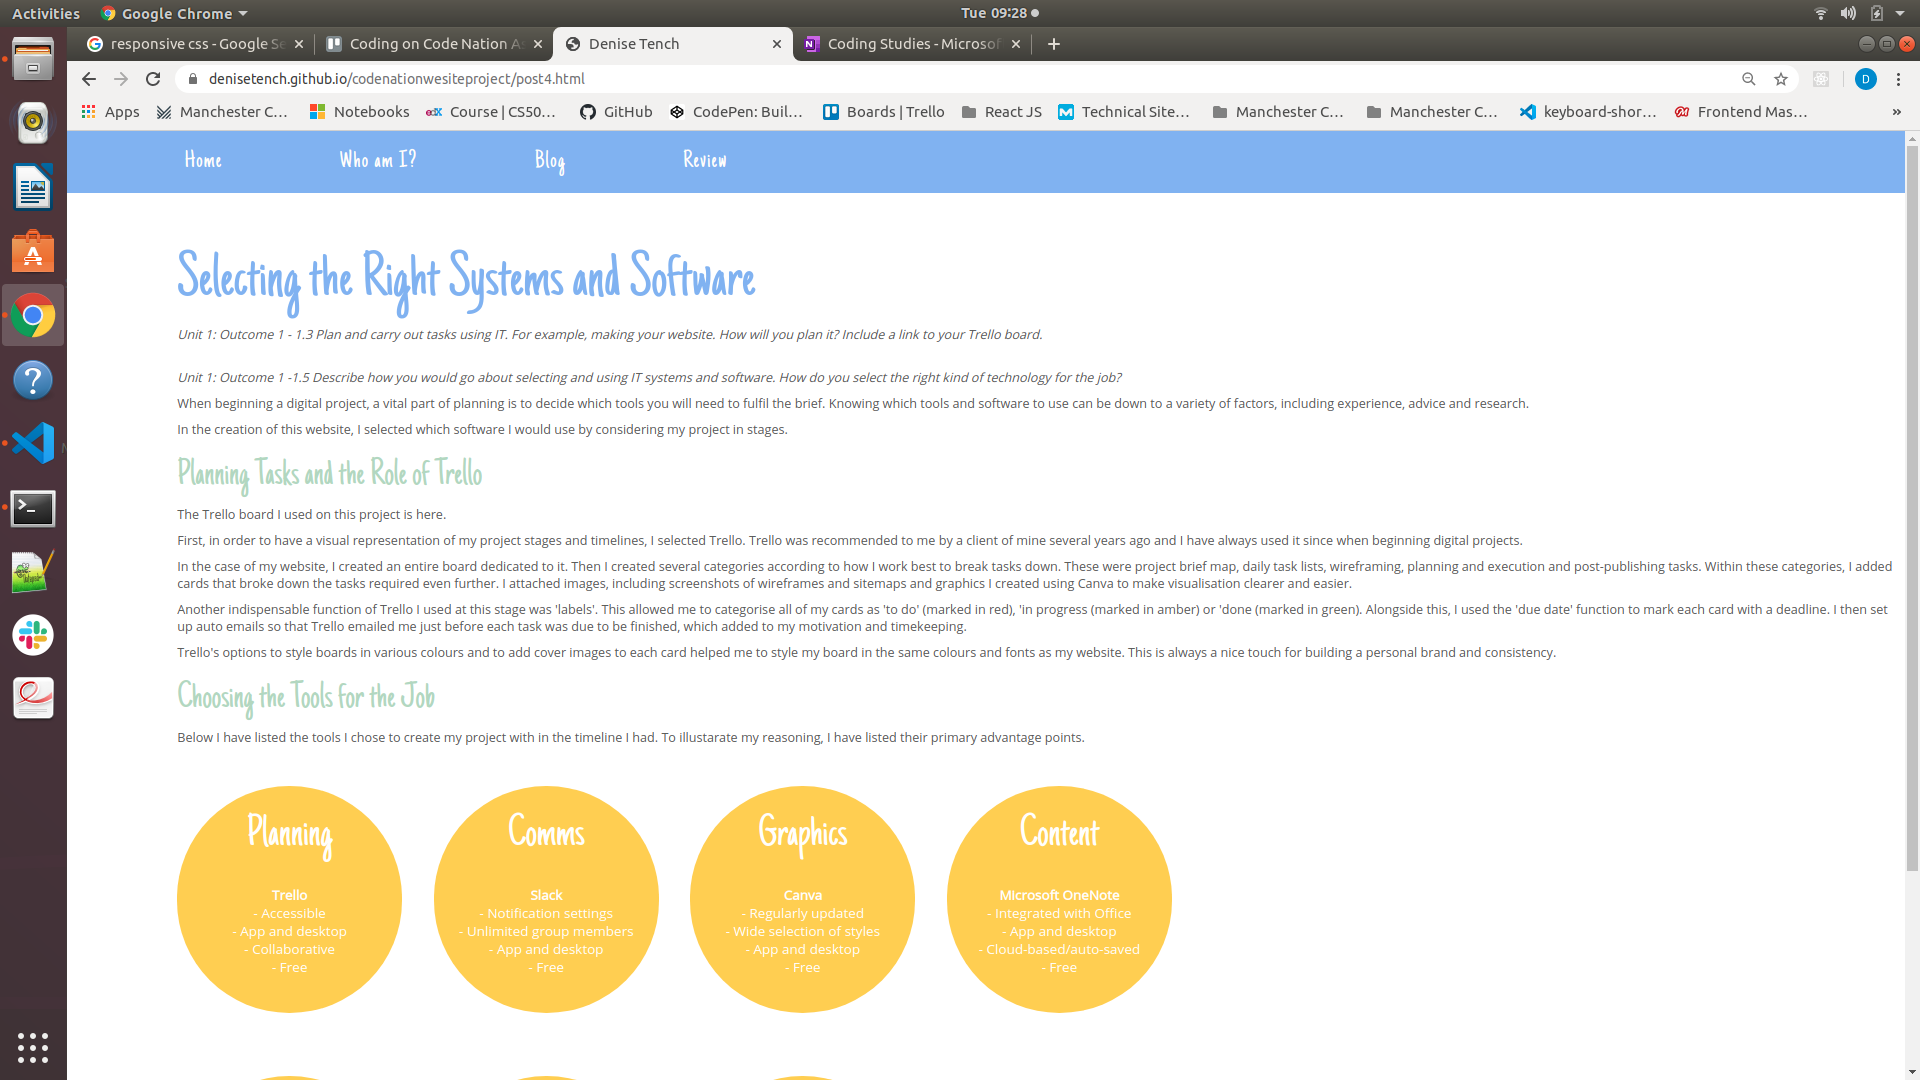 Activities Google Chrome Tue 09:28
responsive css - Google Se Coding on Code Nation As Denise Tench Coding Studies - Microsof
denisetench.github.io/codenationwesiteproject/post4.html D
Apps Manchester C... Notebooks Course | CS50... GitHub CodePen: Buil... Boards | Trello React JS Technical Site... Manchester C... Manchester C... keyboard-shor... Frontend Mas... »
Home Who am I? Blog Review
Selecting the Right Systems and Software
Unit 1: Outcome 1 - 1.3 Plan and carry out tasks using IT. For example, making your website. How will you plan it? Include a link to your Trello board.
Unit 1: Outcome 1 -1.5 Describe how you would go about selecting and using IT systems and software. How do you select the right kind of technology for the job?
When beginning a digital project, a vital part of planning is to decide which tools you will need to fulfil the brief. Knowing which tools and software to use can be down to a variety of factors, including experience, advice and research.
In the creation of this website, I selected which software I would use by considering my project in stages.
Planning Tasks and the Role of Trello
The Trello board I used on this project is here.
First, in order to have a visual representation of my project stages and timelines, I selected Trello. Trello was recommended to me by a client of mine several years ago and I have always used it since when beginning digital projects.
In the case of my website, I created an entire board dedicated to it. Then I created several categories according to how I work best to break tasks down. These were project brief map, daily task lists, wireframing, planning and execution and post-publishing tasks. Within these categories, I added
cards that broke down the tasks required even further. I attached images, including screenshots of wireframes and sitemaps and graphics I created using Canva to make visualisation clearer and easier.
Another indispensable function of Trello I used at this stage was 'labels'. This allowed me to categorise all of my cards as 'to do' (marked in red), 'in progress (marked in amber) or 'done (marked in green). Alongside this, I used the 'due date' function to mark each card with a deadline. I then set
up auto emails so that Trello emailed me just before each task was due to be finished, which added to my motivation and timekeeping.
Trello's options to style boards in various colours and to add cover images to each card helped me to style my board in the same colours and fonts as my website. This is always a nice touch for building a personal brand and consistency.
Choosing the Tools for the Job
Below I have listed the tools I chose to create my project with in the timeline I had. To illustarate my reasoning, I have listed their primary advantage points.
Planning
Trello
- Accessible
- App and desktop
- Collaborative
- Free
Comms
Slack
- Notification settings
- Unlimited group members
- App and desktop
- Free
Graphics
Canva
- Regularly updated
- Wide selection of styles
- App and desktop
- Free
Content
Microsoft OneNote
- Integrated with Office
- App and desktop
- Cloud-based/auto-saved
- Free